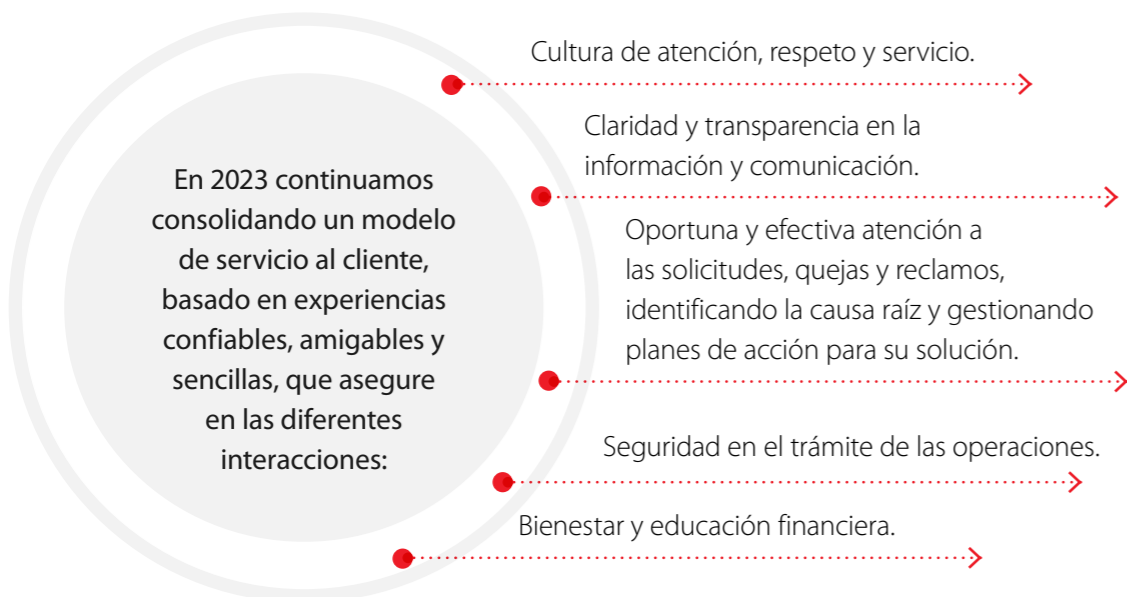 En 2023 continuamos
consolidando un modelo
de servicio al cliente,
basado en experiencias
confiables, amigables y
sencillas, que asegure
en las diferentes
interacciones:
Cultura de atención, respeto y servicio.
Claridad y transparencia en la
información y comunicación.
Oportuna y efectiva atención a
las solicitudes, quejas y reclamos,
identificando la causa raíz y gestionando
planes de acción para su solución.
Seguridad en el trámite de las operaciones.
Bienestar y educación financiera.